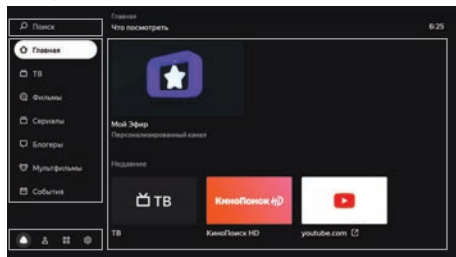 Поиск
Главная
ТВ
Фильмы
Сериалы
Блогеры
Мультфильмы
События
Главная
Что посмотреть
6:25
Мой Эфир
Персонализированный канал
Недавние
ТВ
КиноПоиск HD
ТВ
КиноПоиск HD
youtube.com